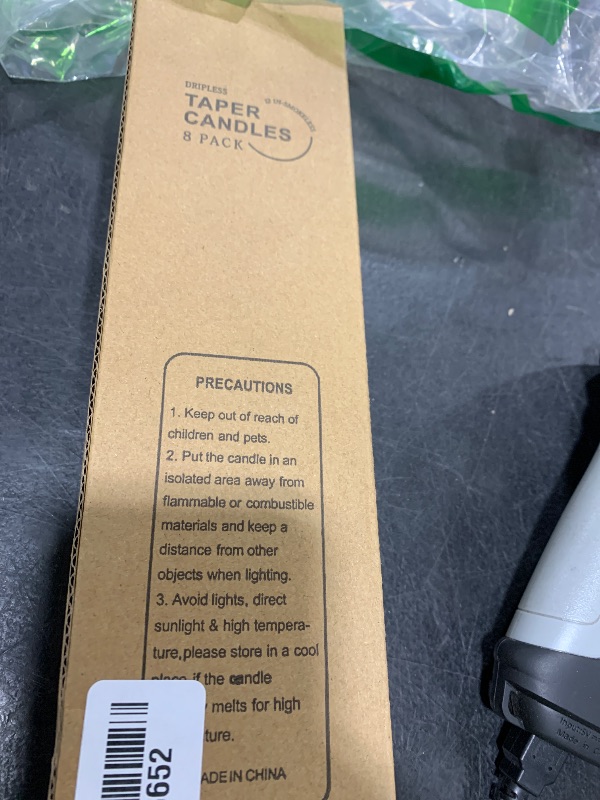 DRIPLESS
TAPER
CANDLES
8 PACK
PRECAUTIONS
1. Keep out of reach of
children and pets.
2. Put the candle in an
isolated area away from
flammable or combustible
materials and keep a
distance from other
objects when lighting.
3. Avoid lights, direct
sunlight & high tempera-
ture,please store in a cool
place if the candle
melts for high
ture.
ADE IN CHINA
652
Made in